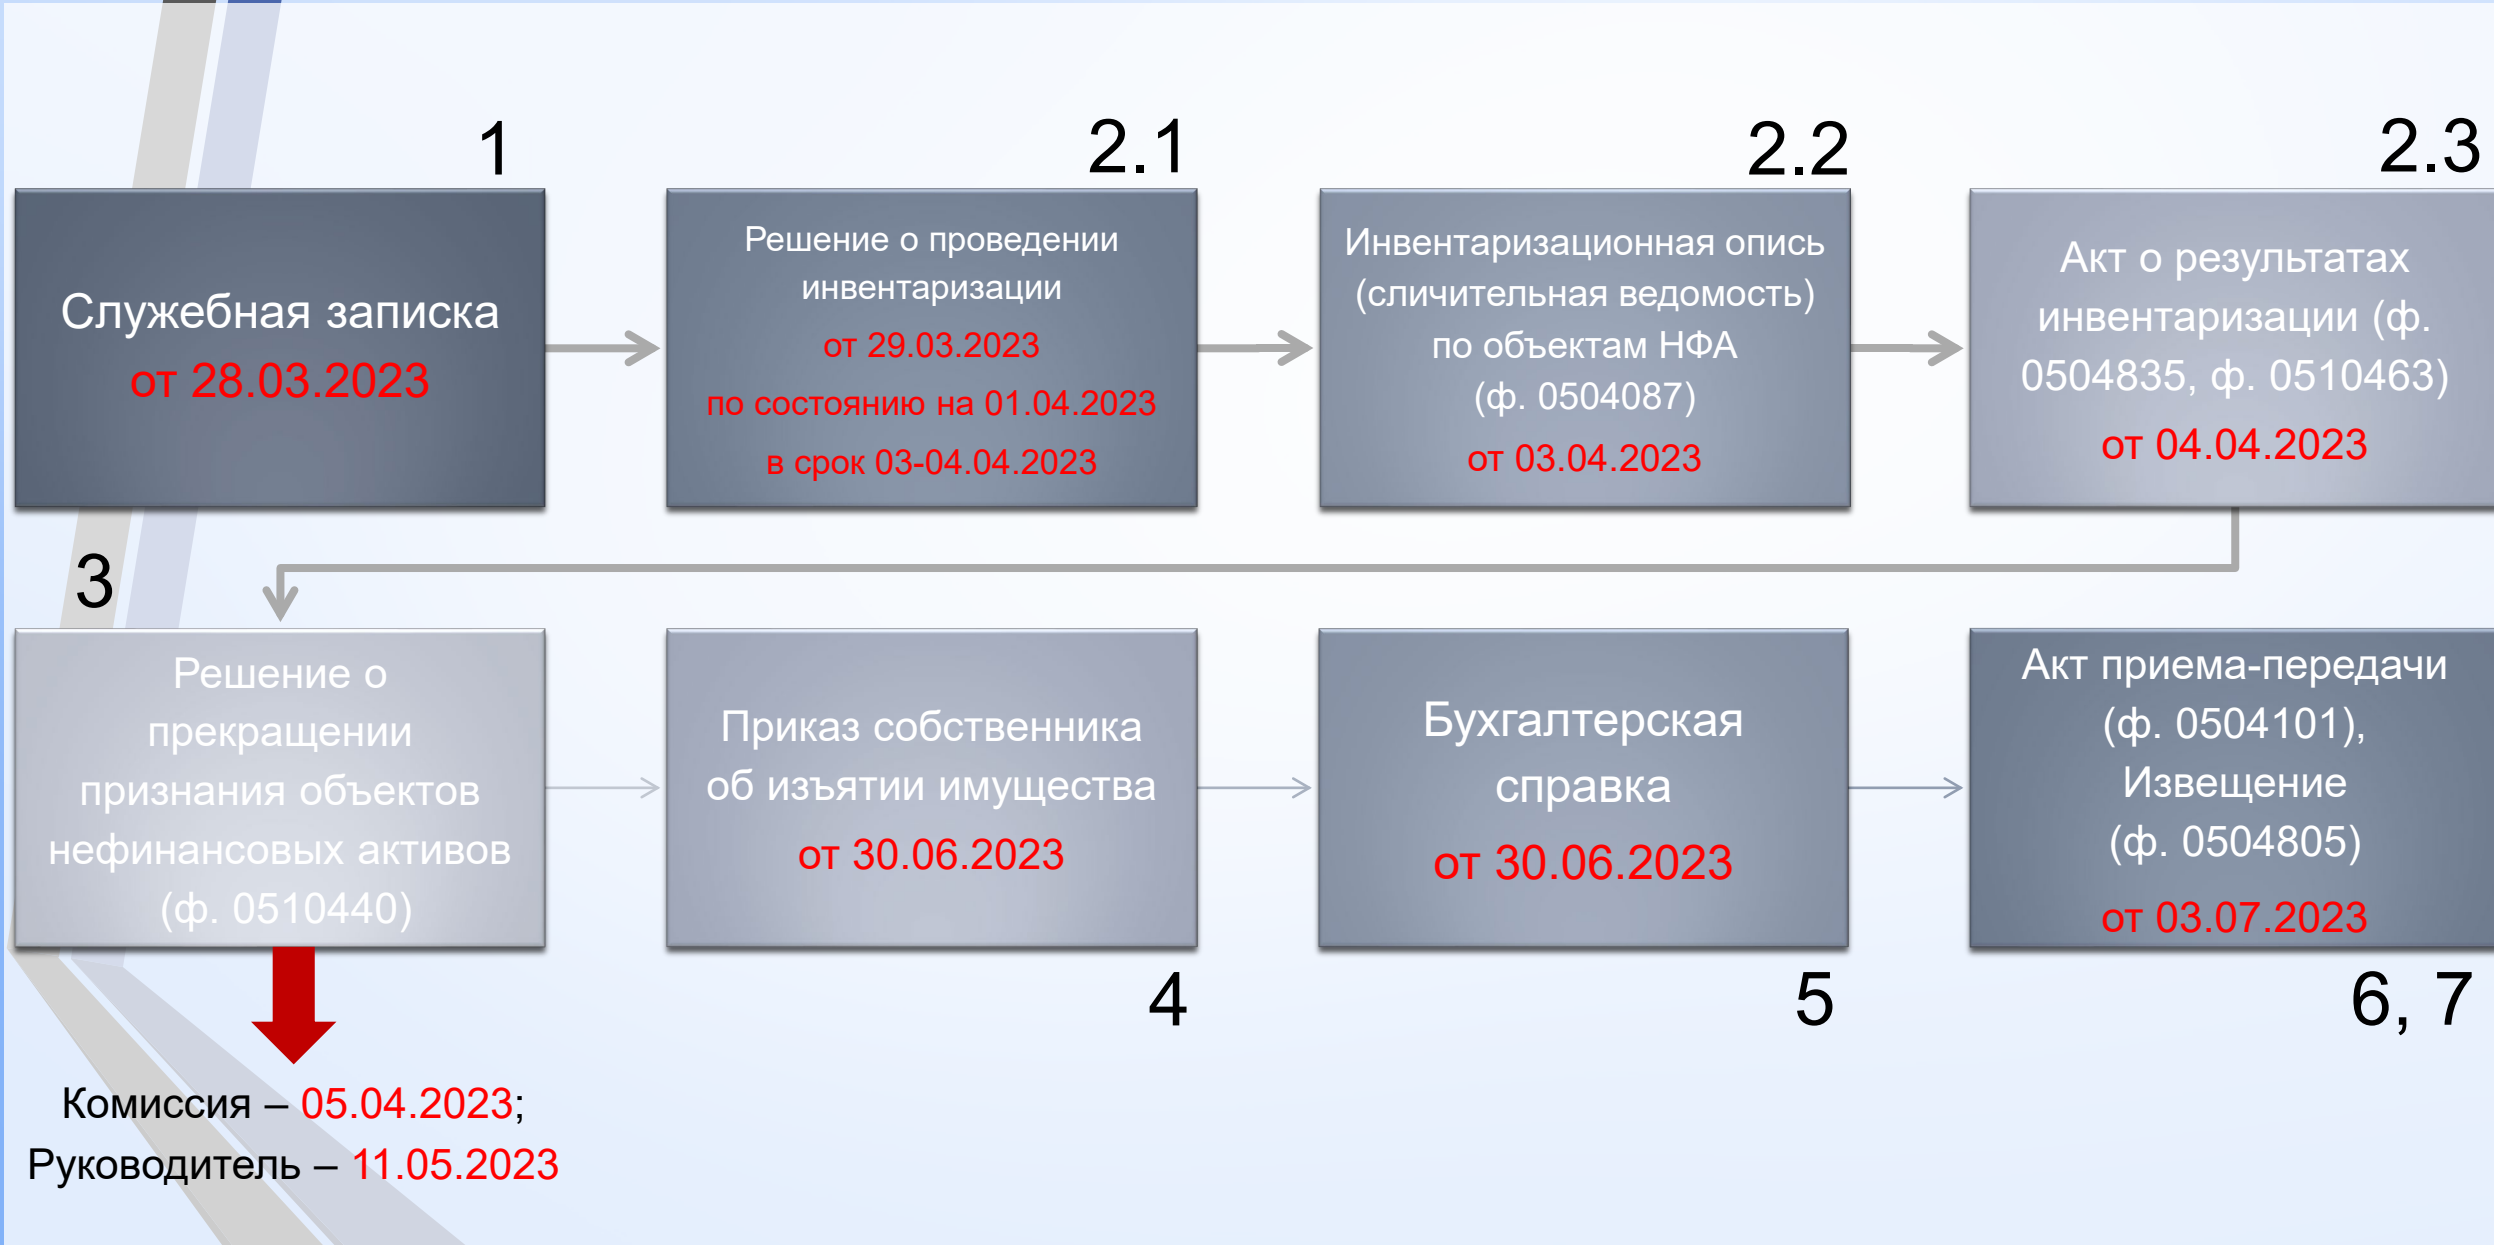 1
Служебная записка
от 28.03.2023
2.1
Решение о проведении
инвентаризации
от 29.03.2023
по состоянию на 01.04.2023
в срок 03-04.04.2023
2.2
Инвентаризационная опись
(сличительная ведомость)
по объектам НФА
(ф. 0504087)
от 03.04.2023
2.3
Акт о результатах
инвентаризации (ф.
0504835, ф. 0510463)
от 04.04.2023
3
Решение о
прекращении
признания объектов
нефинансовых активов
(ф. 0510440)
Комиссия – 05.04.2023;
Руководитель – 11.05.2023
Приказ собственника
об изъятии имущества
от 30.06.2023
4
Бухгалтерская
справка
от 30.06.2023
5
Акт приема-передачи
(ф. 0504101),
Извещение
(ф. 0504805)
от 03.07.2023
6, 7